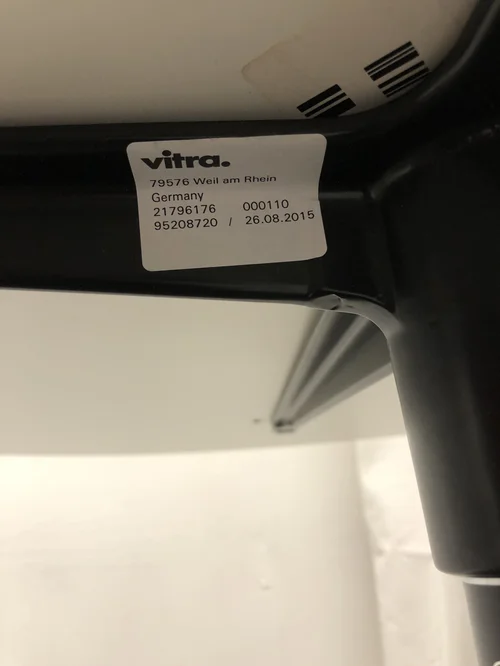 vitra.
79576 Weil am Rhein
Germany
21796176 000110
95208720 / 26.08.2015